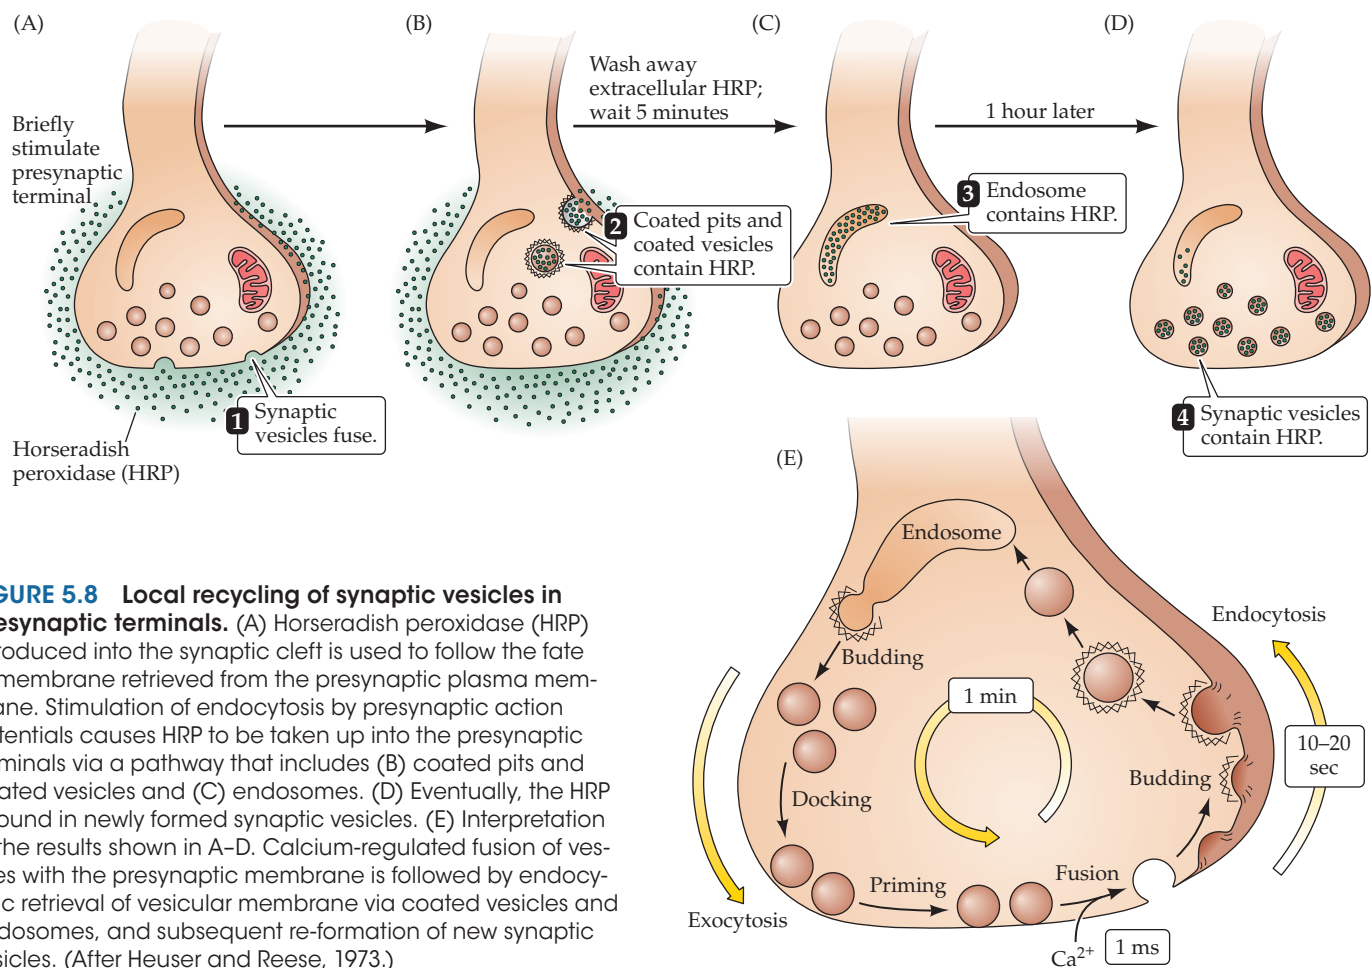 (A)
(B)
(C)
(D)
Briefly
stimulate
presynaptic
terminal
Wash away
extracellular HRP;
wait 5 minutes
1 hour later
2 Coated pits and
coated vesicles
contain HRP.
3 Endosome
contains HRP.
1 Synaptic
vesicles fuse.
Horseradish
peroxidase (HRP)
4 Synaptic vesicles
contain HRP.
(E)
GURE 5.8 Local recycling of synaptic vesicles in
esynaptic terminals. (A) Horseradish peroxidase (HRP)
roduced into the synaptic cleft is used to follow the fate
membrane retrieved from the presynaptic plasma mem-
ane. Stimulation of endocytosis by presynaptic action
tentials causes HRP to be taken up into the presynaptic
minals via a pathway that includes (B) coated pits and
ated vesicles and (C) endosomes. (D) Eventually, the HRP
ound in newly formed synaptic vesicles. (E) Interpretation
the results shown in A–D. Calcium-regulated fusion of ves-
es with the presynaptic membrane is followed by endocy-
ic retrieval of vesicular membrane via coated vesicles and
dosomes, and subsequent re-formation of new synaptic
sicles. (After Heuser and Reese, 1973.)
Endosome
Endocytosis
Budding
1 min
10–20
sec
Budding
Docking
Priming
Fusion
Exocytosis
Ca2+
1 ms